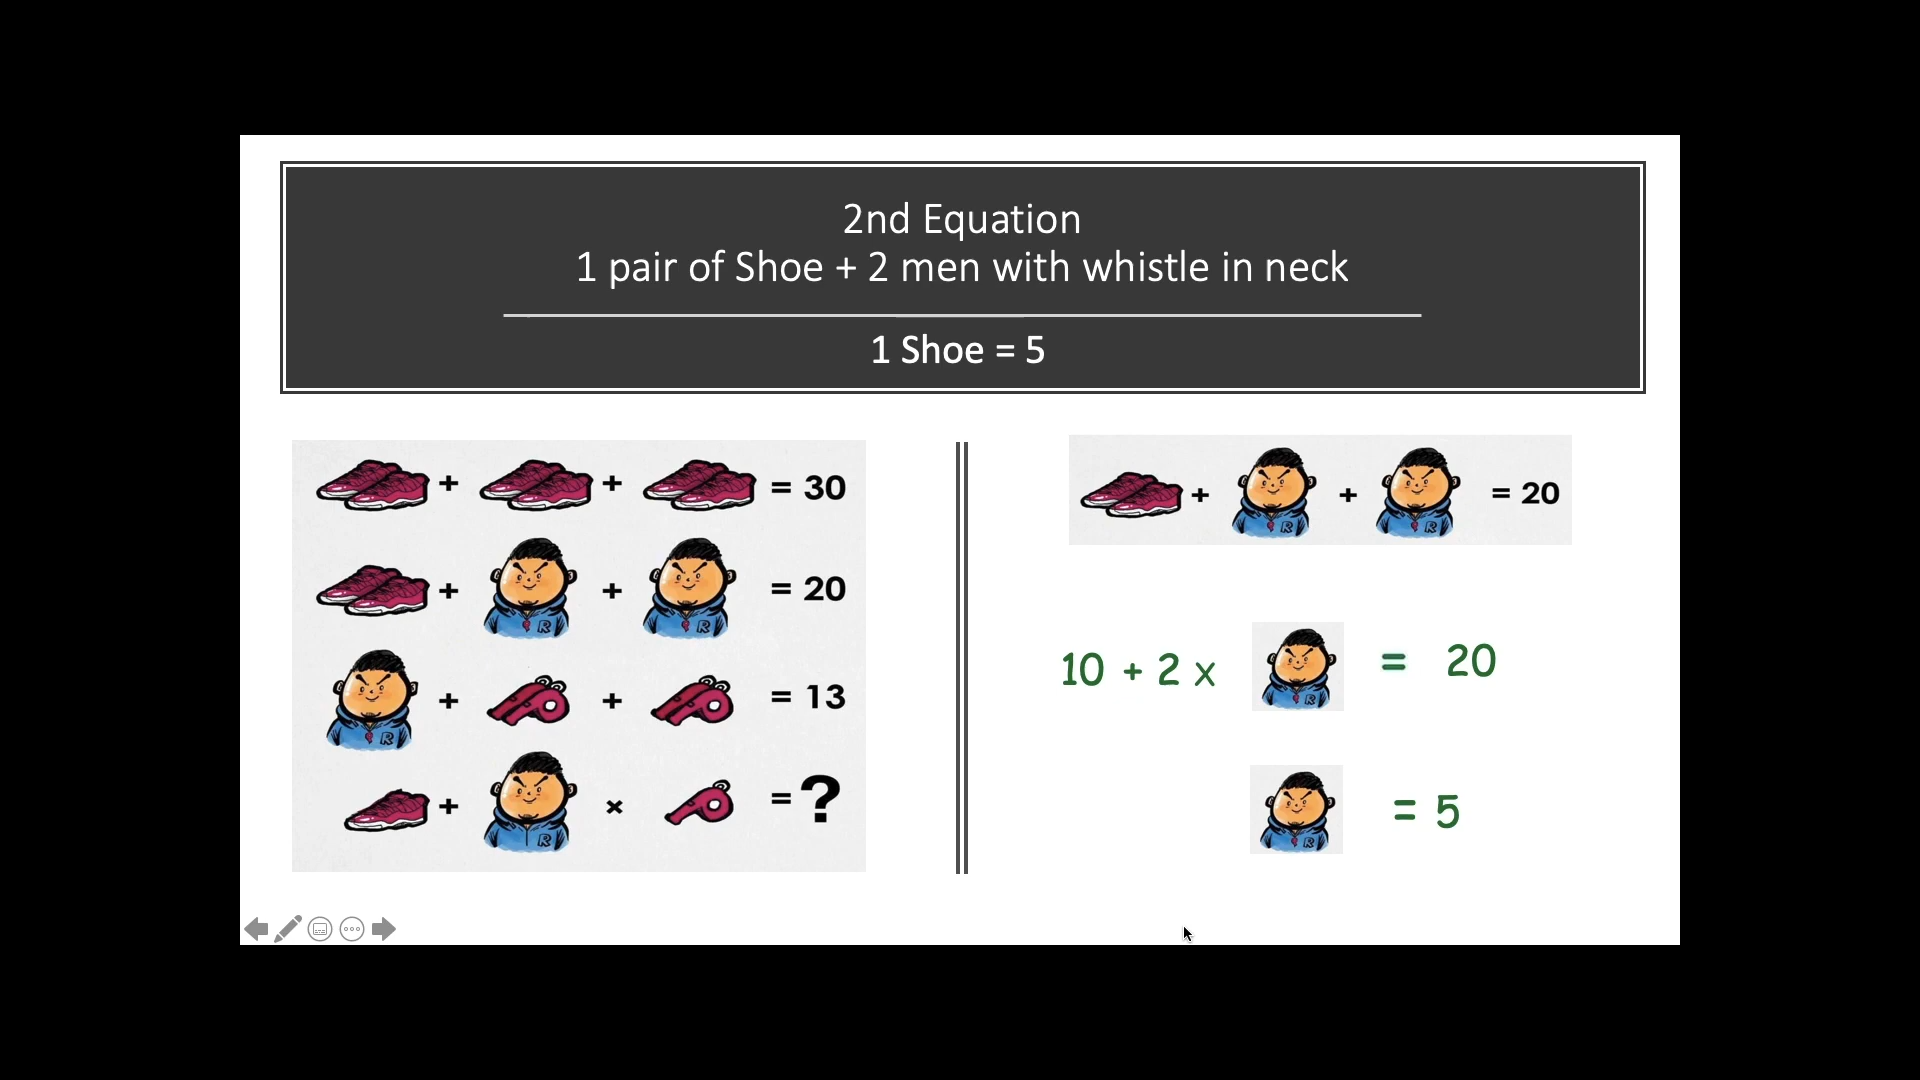 2nd Equation
1 pair of Shoe + 2 men with whistle in neck
1 Shoe = 5
+ + = 30
+ + = 20
R R
+ + = 13
R
+ × = ?
R
+ + = 20
R R
10 + 2 x = 20
R
= 5
R